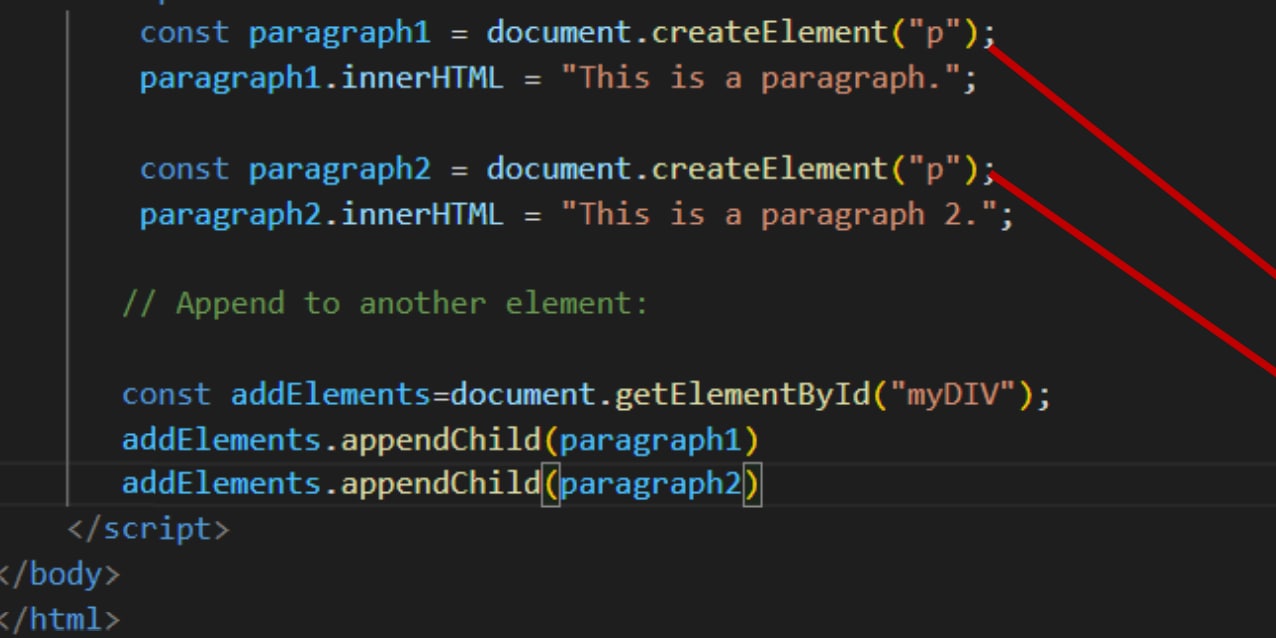 const paragraph1 = document.createElement("p");
paragraph1.innerHTML = "This is a paragraph.";
const paragraph2 = document.createElement("p");
paragraph2.innerHTML = "This is a paragraph 2.";
// Append to another element:
const addElements=document.getElementById("myDIV");
addElements.appendChild(paragraph1)
addElements.appendChild(paragraph2)
</script>
</body>
</html>